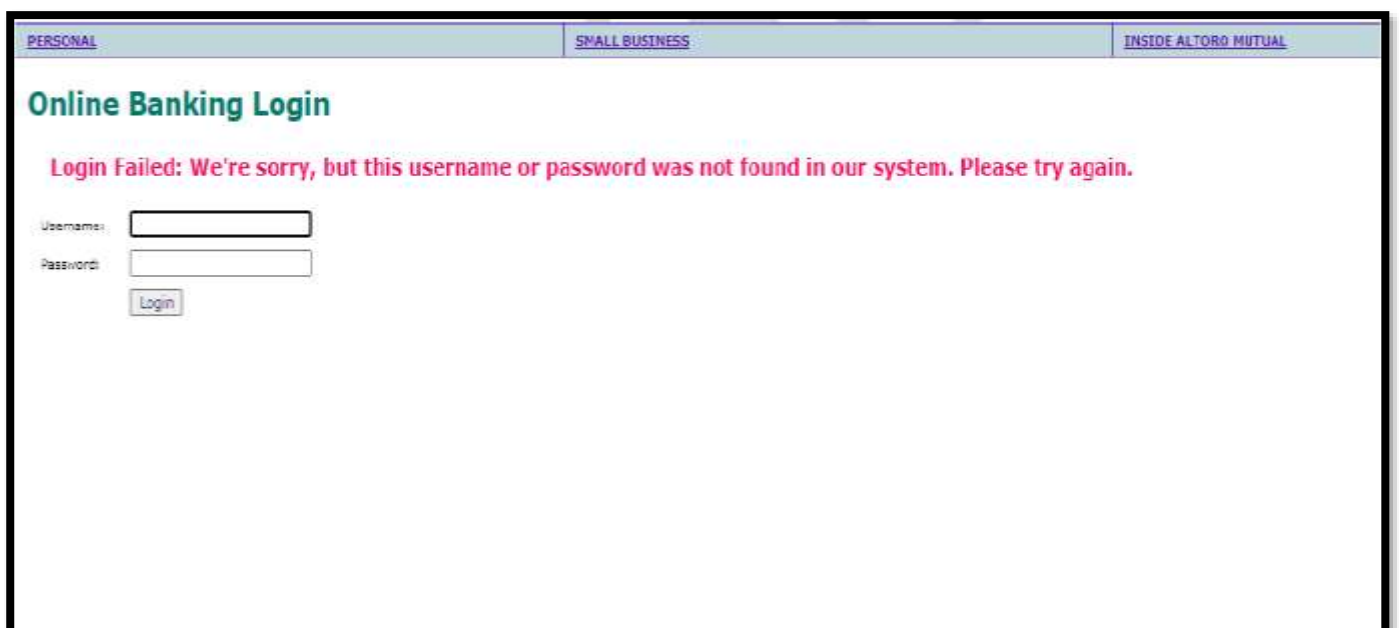 PERSONAL SMALL BUSINESS INSIDE ALTORO MUTUAL
Online Banking Login
Login Failed: We're sorry, but this username or password was not found in our system. Please try again.
Username:
Password:
Login